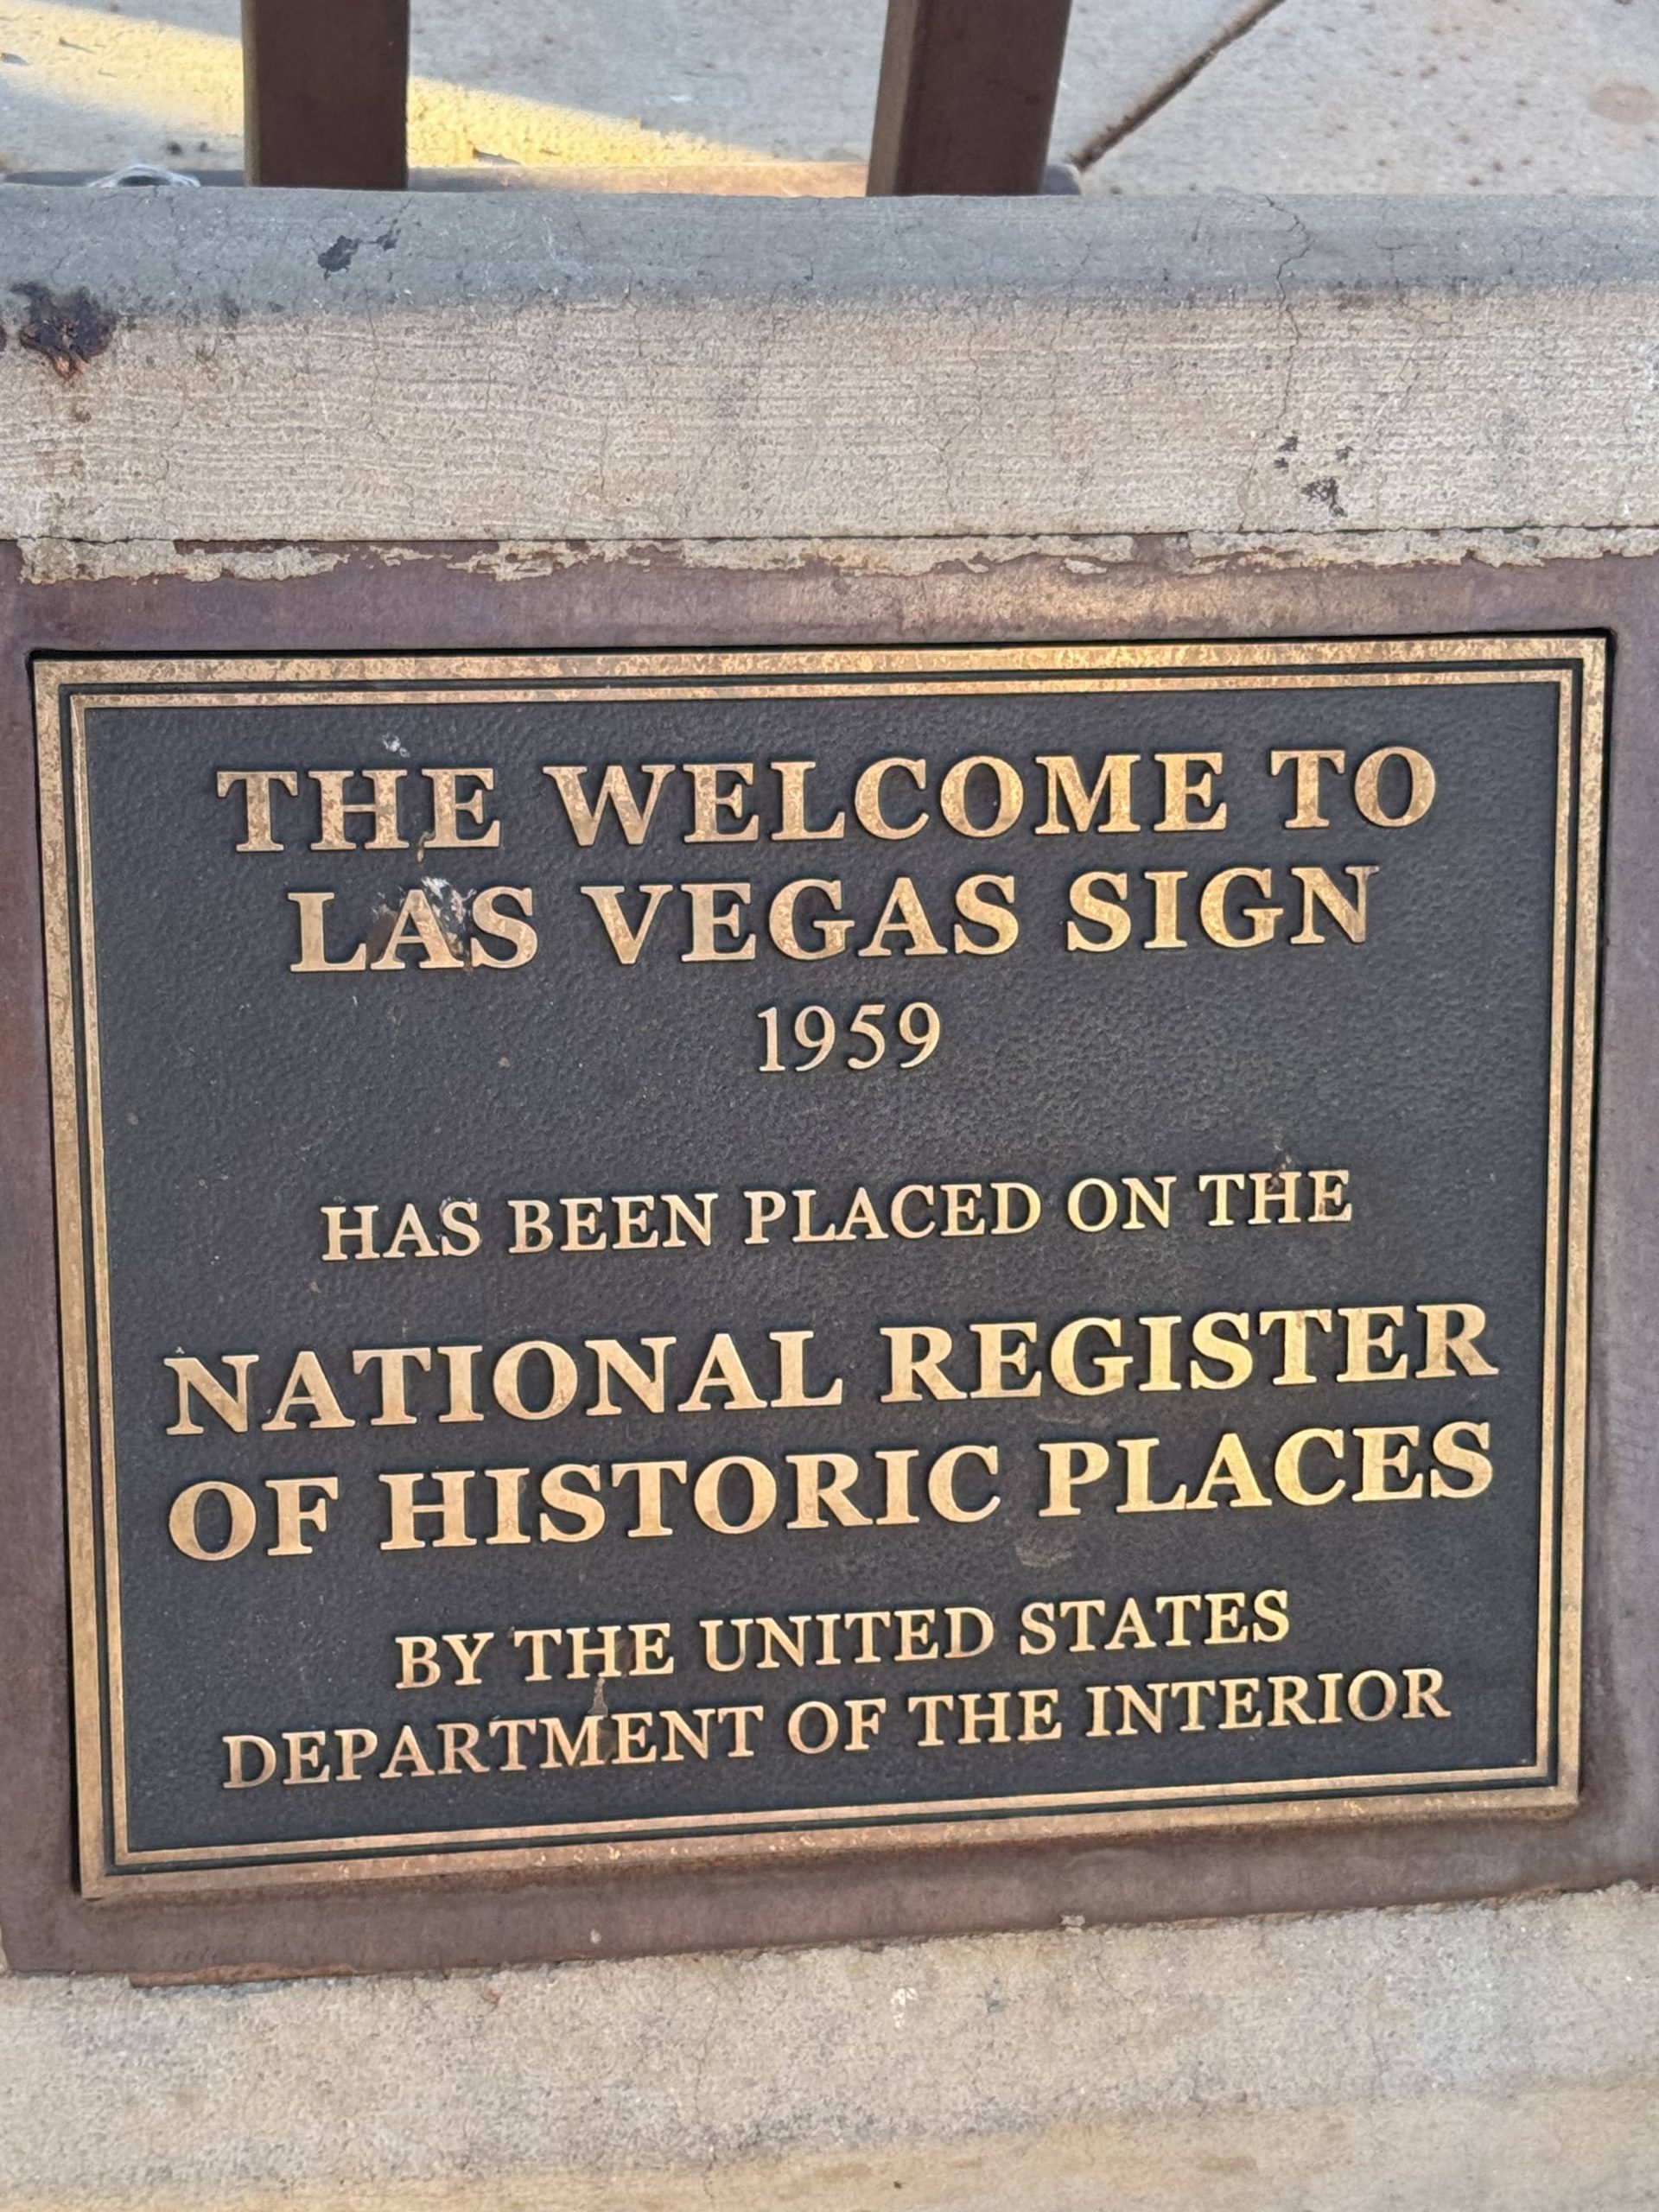 THE WELCOME TO
LAS VEGAS SIGN
1959
HAS BEEN PLACED ON THE
NATIONAL REGISTER
OF HISTORIC PLACES
BY THE UNITED STATES
DEPARTMENT OF THE INTERIOR